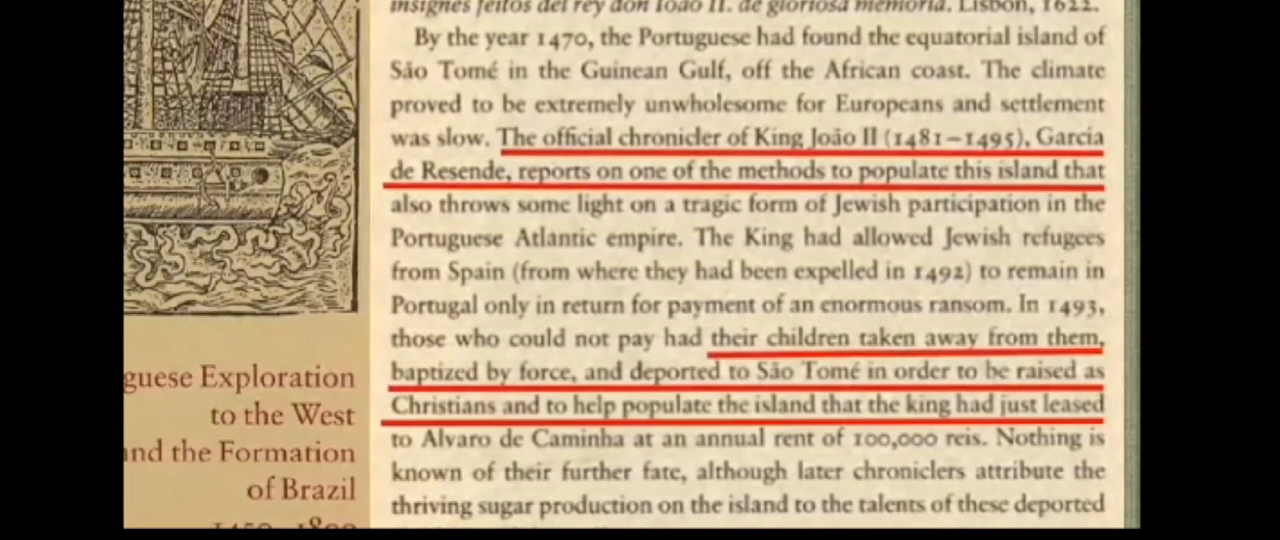 guese Exploration
to the West
and the Formation
of Brazil
insignes feitos del rey don Ioão II. de gloriosa memoria. Lisbon, 1622.
By the year 1470, the Portuguese had found the equatorial island of
São Tomé in the Guinean Gulf, off the African coast. The climate
proved to be extremely unwholesome for Europeans and settlement
was slow. The official chronicler of King João II (1481–1495), Garcia
de Resende, reports on one of the methods to populate this island that
also throws some light on a tragic form of Jewish participation in the
Portuguese Atlantic empire. The King had allowed Jewish refugees
from Spain (from where they had been expelled in 1492) to remain in
Portugal only in return for payment of an enormous ransom. In 1493,
those who could not pay had their children taken away from them,
baptized by force, and deported to São Tomé in order to be raised as
Christians and to help populate the island that the king had just leased
to Alvaro de Caminha at an annual rent of 100,000 reis. Nothing is
known of their further fate, although later chroniclers attribute the
thriving sugar production on the island to the talents of these deported